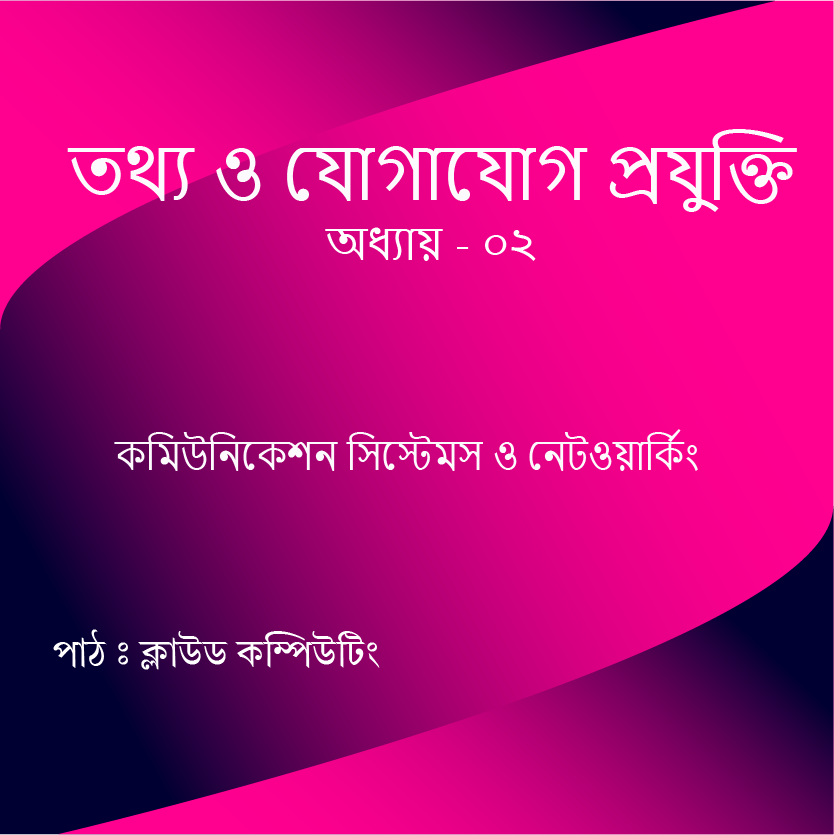 তথ্য ও যোগাযোগ প্রযুক্তি
অধ্যায় - ০২
কমিউনিকেশন সিস্টেমস ও নেটওয়ার্কিং
পাঠ ঃ ক্লাউড কম্পিউটিং